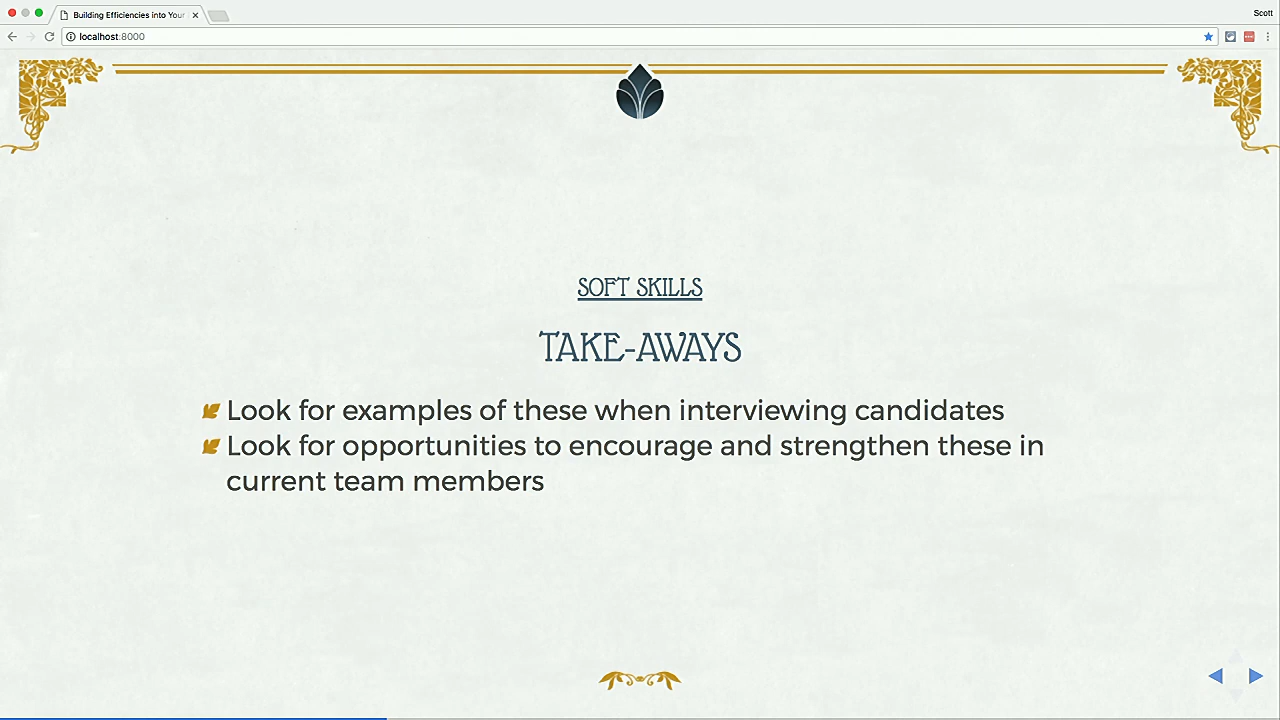 Building Efficiencies into Your
Scott
localhost:8000
SOFT SKILLS
TAKE-AWAYS
Look for examples of these when interviewing candidates
Look for opportunities to encourage and strengthen these in
current team members